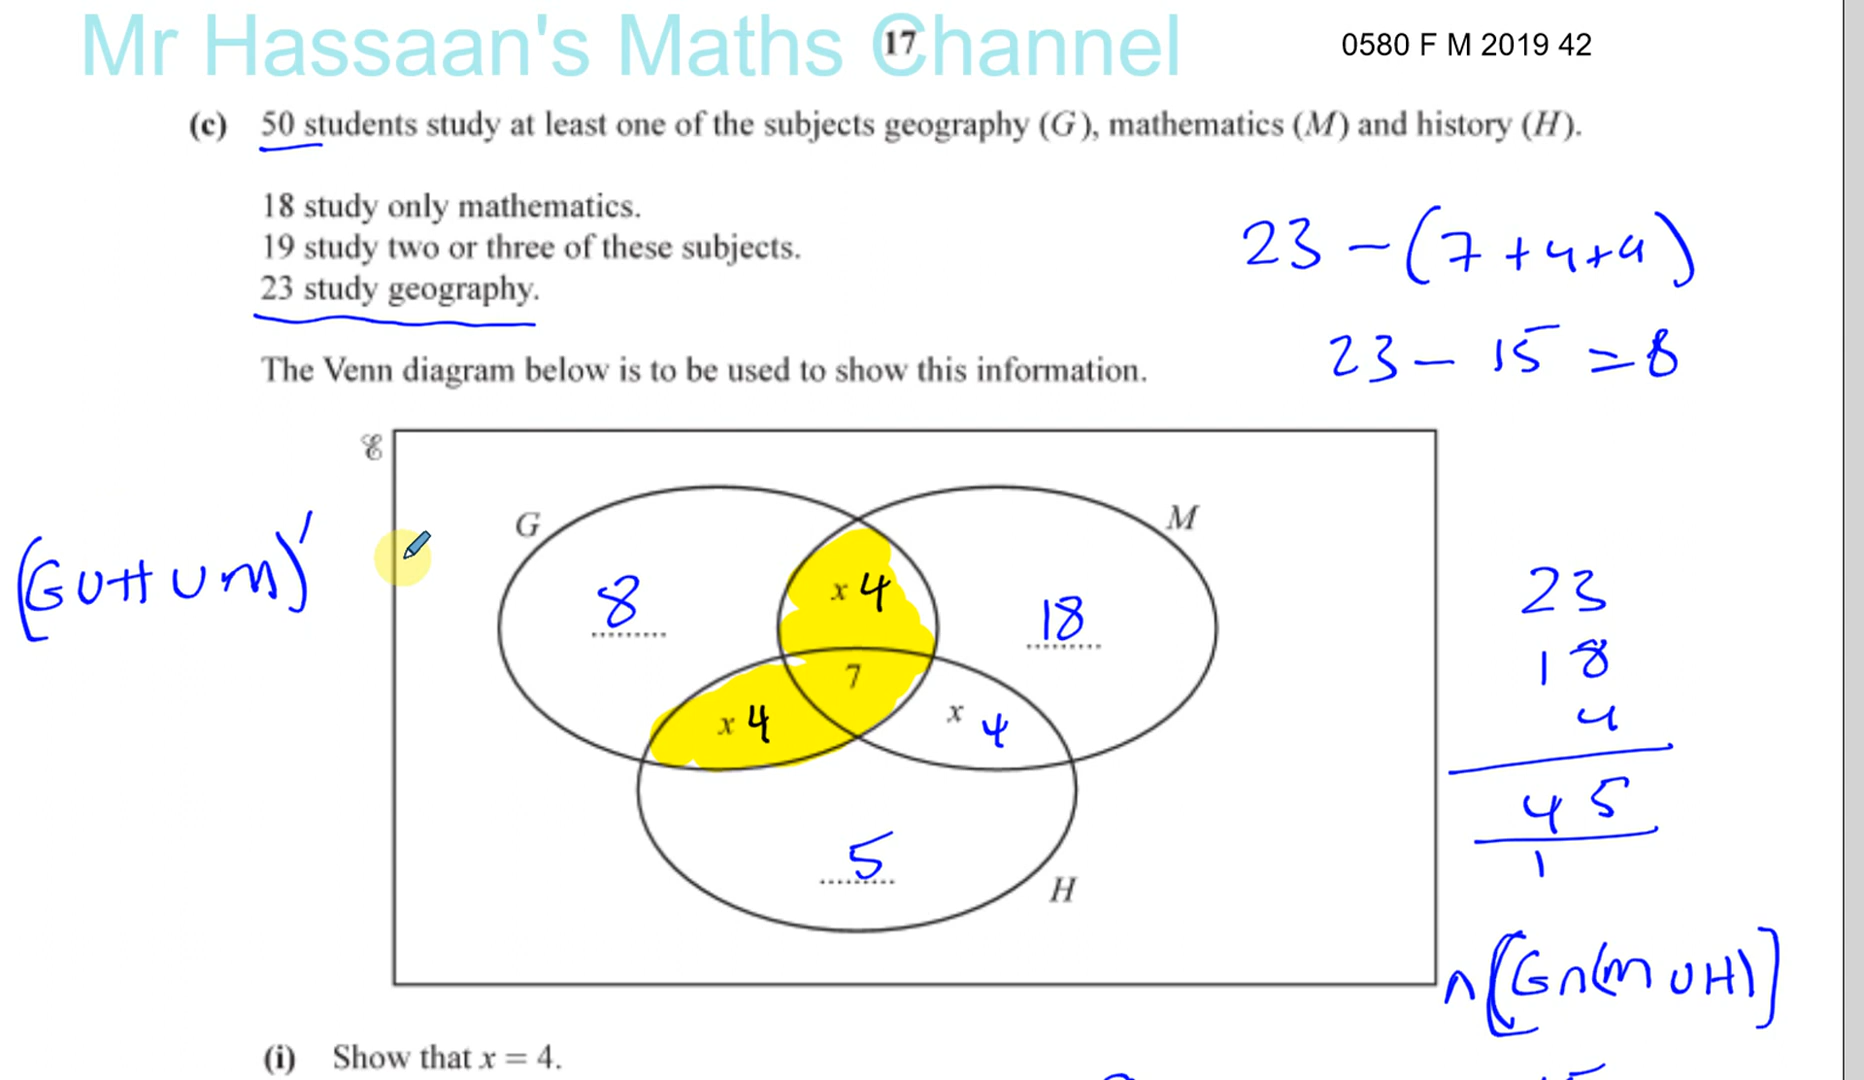 Mr Hassaan's Maths Channel
17
0580 F M 2019 42
(c) 50 students study at least one of the subjects geography (G), mathematics (M) and history (H).
18 study only mathematics.
19 study two or three of these subjects.
23 study geography.
23 - (7 + 4 + 4)
23 - 15 = 8
The Venn diagram below is to be used to show this information.
ℰ
G
M
(G ∪ H ∪ M)'
8
x 4
18
7
x 4
x 4
5
H
23
18
4
45
1
n[G∩(M ∪ H)]
(i) Show that x = 4.